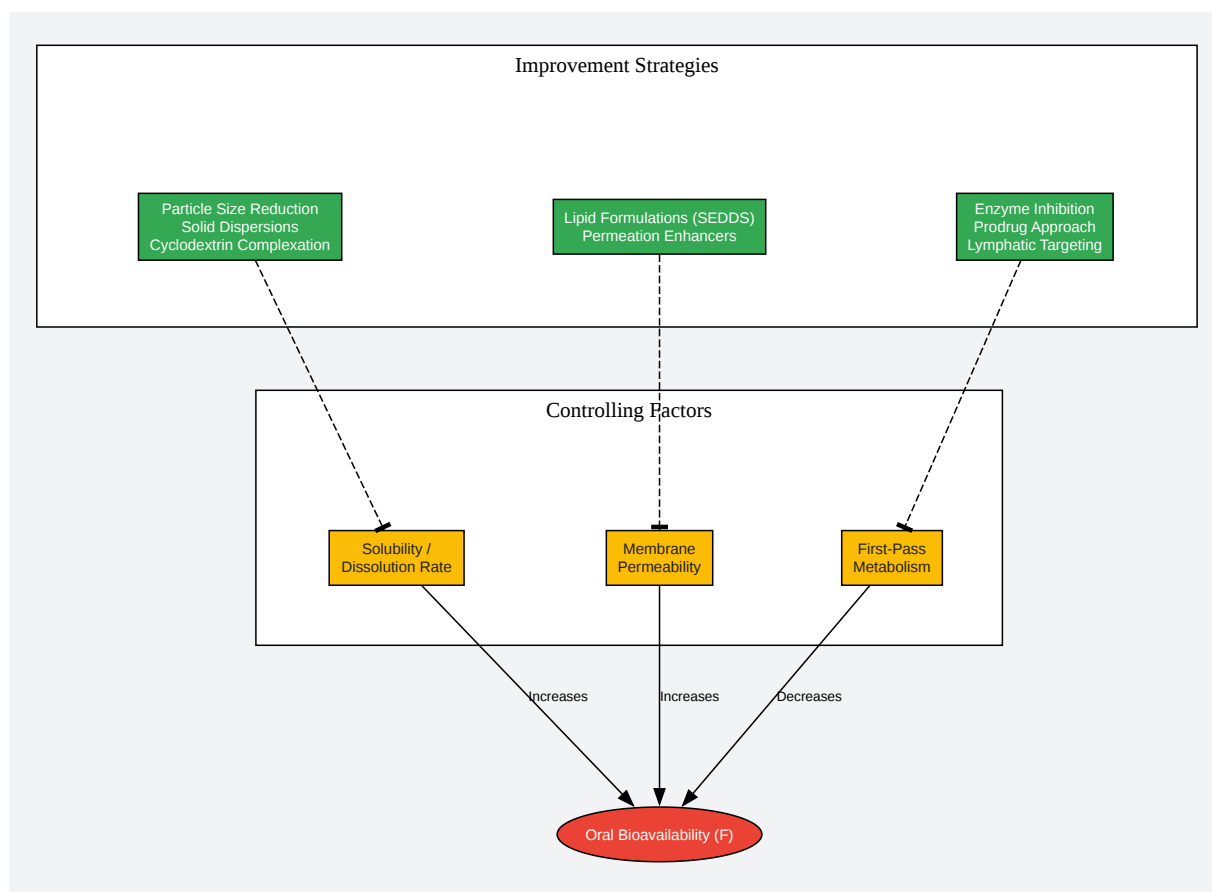 Improvement Strategies
Particle Size Reduction
Solid Dispersions
Cyclodextrin Complexation
Lipid Formulations (SEDDS)
Permeation Enhancers
Enzyme Inhibition
Prodrug Approach
Lymphatic Targeting
Controlling Factors
Solubility /
Dissolution Rate
Membrane
Permeability
First-Pass
Metabolism
Increases
Increases
Decreases
Oral Bioavailability (F)